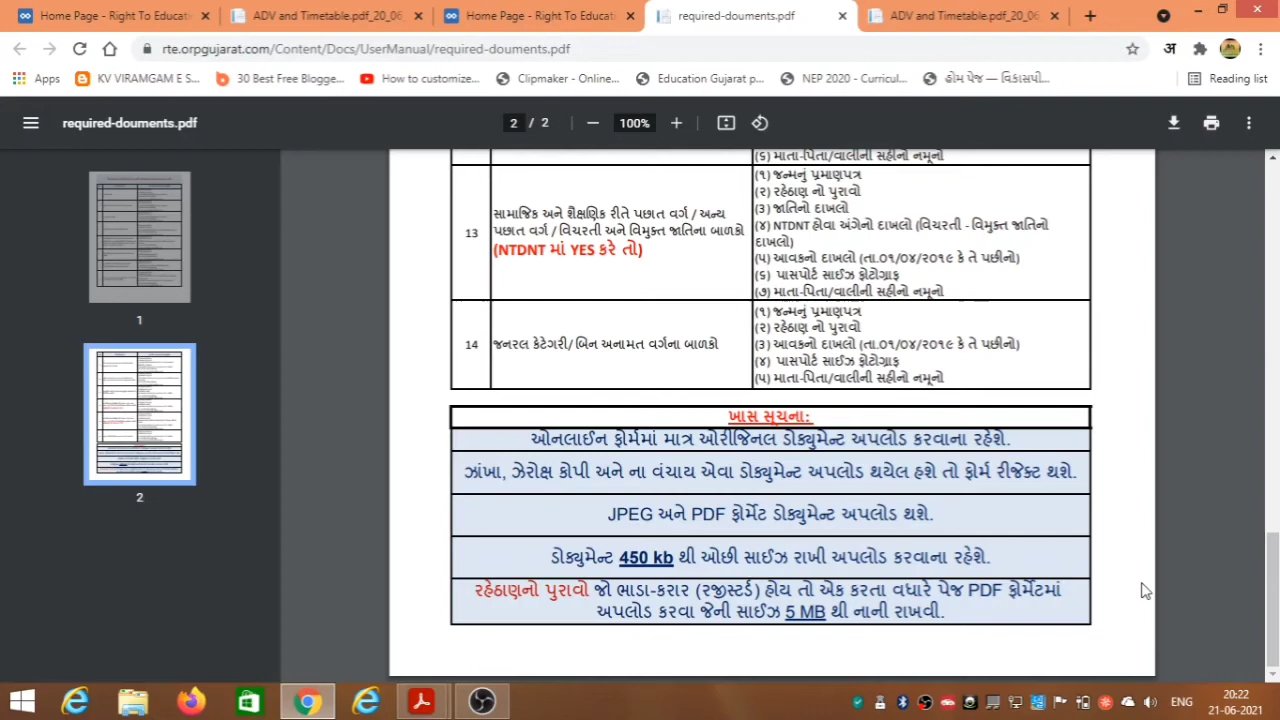 Home Page - Right To Educati
ADV and Timetable.pdf_20_06
Home Page - Right To Educati
required-douments.pdf
ADV and Timetable.pdf_20_06
rte.orpgujarat.com/Content/Docs/UserManual/required-douments.pdf
अ
Apps
KV VIRAMGAM E S...
30 Best Free Blogge...
How to customize...
Clipmaker - Online...
Education Gujarat p...
NEP 2020 - Curricul...
હોમ પેજ — વિકાસપી...
Reading list
required-douments.pdf
2 / 2
100%
1
2
(૬) માતા-પિતા/વાલીની સહીનો નમૂનો
13
સામાજિક અને શૈક્ષણિક રીતે પછાત વર્ગ / અન્ય
પછાત વર્ગ / વિચરતી અને વિમુક્ત જાતિના બાળકો
(NTDNT માં YES કરે તો)
(૧) જન્મનું પ્રમાણપત્ર
(૨) રહેઠાણ નો પુરાવો
(૩) જાતિનો દાખલો
(૪) NTDNT હોવા અંગેનો દાખલો (વિચરતી - વિમુક્ત જાતિનો
દાખલો)
(૫) આવકનો દાખલો (તા.૦૧/૦૪/૨૦૧૯ કે તે પછીનો)
(૬) પાસપોર્ટ સાઈઝ ફોટોગ્રાફ
(૭) માતા-પિતા/વાલીની સહીનો નમૂનો
14
જનરલ કેટેગરી/ બિન અનામત વર્ગના બાળકો
(૧) જન્મનું પ્રમાણપત્ર
(૨) રહેઠાણ નો પુરાવો
(૩) આવકનો દાખલો (તા.૦૧/૦૪/૨૦૧૯ કે તે પછીનો)
(૪) પાસપોર્ટ સાઈઝ ફોટોગ્રાફ
(૫) માતા-પિતા/વાલીની સહીનો નમૂનો
ખાસ સૂચના:
ઓનલાઈન ફોર્મમાં માત્ર ઓરીજિનલ ડોક્યુમેન્ટ અપલોડ કરવાના રહેશે.
ઝાંખા, ઝેરોક્ષ કોપી અને ના વંચાય એવા ડોક્યુમેન્ટ અપલોડ થયેલ હશે તો ફોર્મ રીજેક્ટ થશે.
JPEG અને PDF ફોર્મેટ ડોક્યુમેન્ટ અપલોડ થશે.
ડોક્યુમેન્ટ 450 kb થી ઓછી સાઈઝ રાખી અપલોડ કરવાના રહેશે.
રહેઠાણનો પુરાવો જો ભાડા-કરાર (રજીસ્ટર્ડ) હોય તો એક કરતા વધારે પેજ PDF ફોર્મેટમાં
અપલોડ કરવા જેની સાઈઝ 5 MB થી નાની રાખવી.
ENG
20:22
21-06-2021